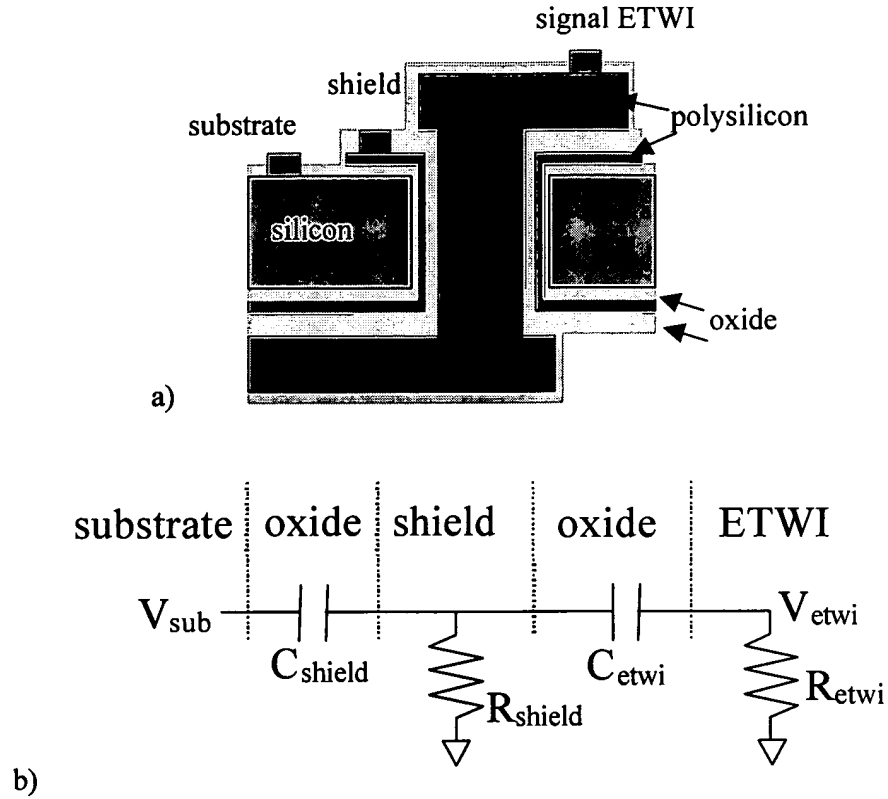 signal ETWI
shield
polysilicon
substrate
silicon
oxide
a)
substrate oxide shield oxide ETWI
V_sub V_etwi
C_shield C_etwi
R_shield R_etwi
b)